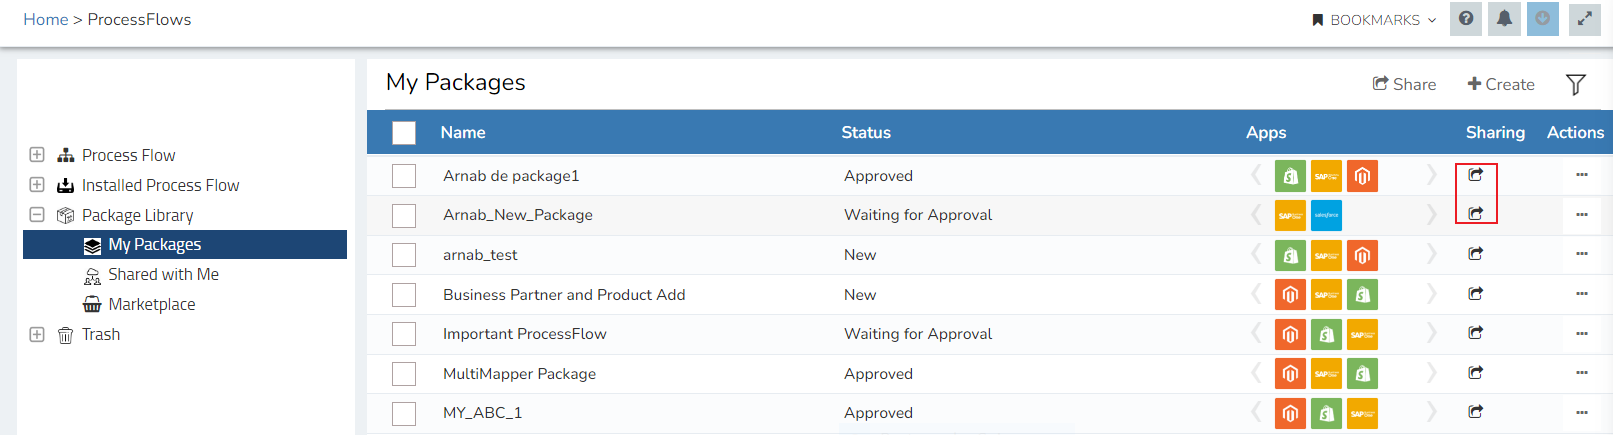 Home > ProcessFlows
BOOKMARKS
Process Flow
Installed Process Flow
Package Library
My Packages
Shared with Me
Marketplace
Trash
My Packages
Share
Create
Name Status Apps Sharing Actions
Arnab de package1 Approved SAP
Arnab_New_Package Waiting for Approval SAP salesforce
arnab_test New SAP
Business Partner and Product Add New SAP
Important ProcessFlow Waiting for Approval SAP
MultiMapper Package Approved SAP
MY_ABC_1 Approved SAP